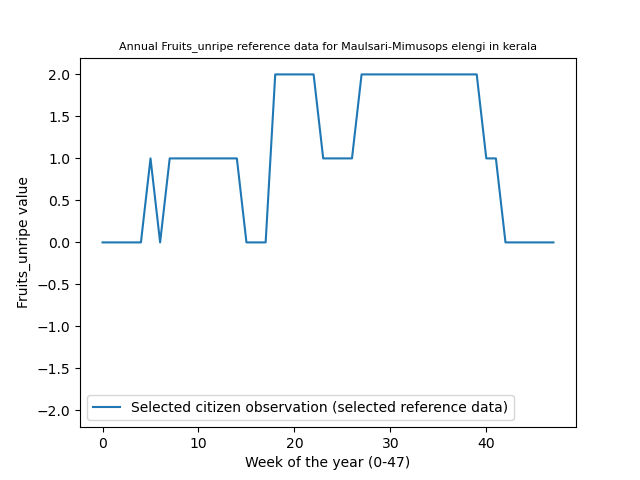 Annual Fruits_unripe reference data for Maulsari-Mimusops elengi in kerala
Fruits_unripe value
2.0
1.5
1.0
0.5
0.0
−0.5
−1.0
−1.5
−2.0
Selected citizen observation (selected reference data)
0 10 20 30 40
Week of the year (0-47)